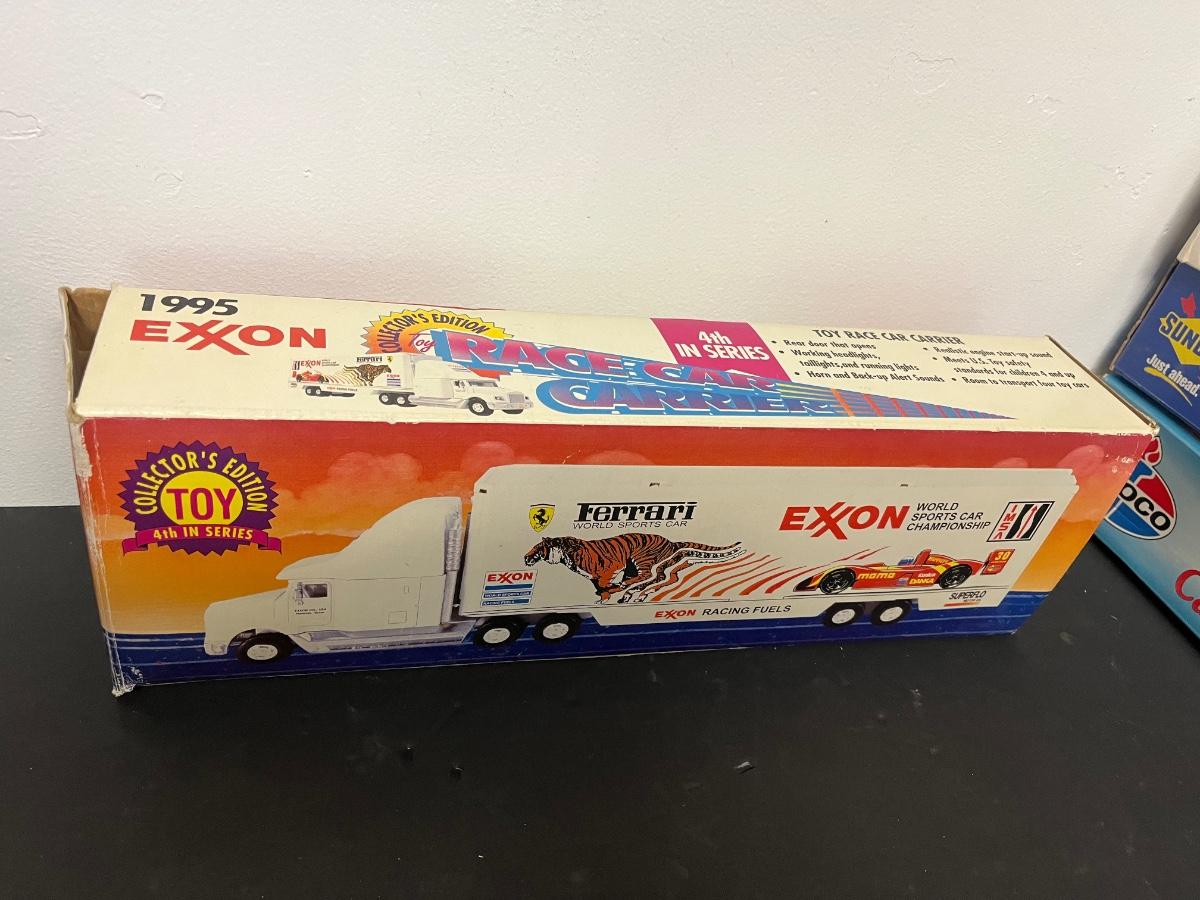 1995
EXXON
COLLECTOR'S EDITION
Toy
RACE CAR
CARRIER
4th
IN SERIES
TOY RACE CAR CARRIER
• Rear door that opens
• Working headlights,
taillights, and running lights
• Horn and Back-up Alert Sounds
• Realistic engine start-up sound
• Meets U.S. Toy safety
standards for children 4 and up
• Room to transport four toy cars
EXXON
Ferrari
COLLECTOR'S EDITION
TOY
4th IN SERIES
Ferrari
WORLD SPORTS CAR
EXXON
WORLD
SPORTS CAR
CHAMPIONSHIP
IMSA
EXXON
momo
30
SUPERFLO
EXXON RACING FUELS
SUN
Just ahead
OCO
C